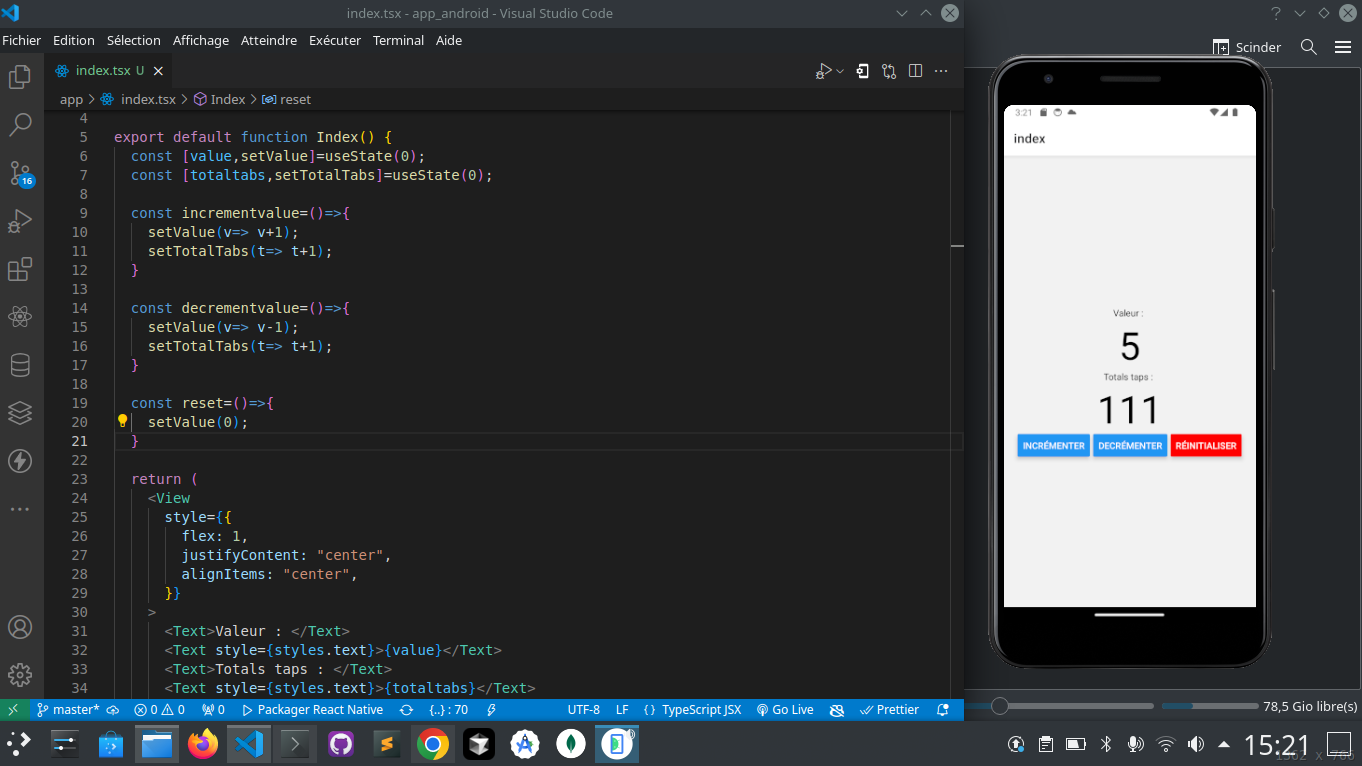 index.tsx - app_android - Visual Studio Code
Fichier Edition Sélection Affichage Atteindre Exécuter Terminal Aide
index.tsx U
app > index.tsx > Index > reset
4
5 export default function Index() {
6 const [value,setValue]=useState(0);
7 const [totaltabs,setTotalTabs]=useState(0);
8
9 const incrementvalue=()=>{
10 setValue(v=> v+1);
11 setTotalTabs(t=> t+1);
12 }
13
14 const decrementvalue=()=>{
15 setValue(v=> v-1);
16 setTotalTabs(t=> t+1);
17 }
18
19 const reset=()=>{
20 setValue(0);
21 }
22
23 return (
24 <View
25 style={{
26 flex: 1,
27 justifyContent: "center",
28 alignItems: "center",
29 }}
30 >
31 <Text>Valeur : </Text>
32 <Text style={styles.text}>{value}</Text>
33 <Text>Totals taps : </Text>
34 <Text style={styles.text}>{totaltabs}</Text>
16
master* 0 0 0 Packager React Native {..} : 70 UTF-8 LF {} TypeScript JSX Go Live Prettier
Scinder
3:21
index
Valeur :
5
Totals taps :
111
INCRÉMENTER DECRÉMENTER RÉINITIALISER
78,5 Gio libre(s)
15:21
1362 x 766